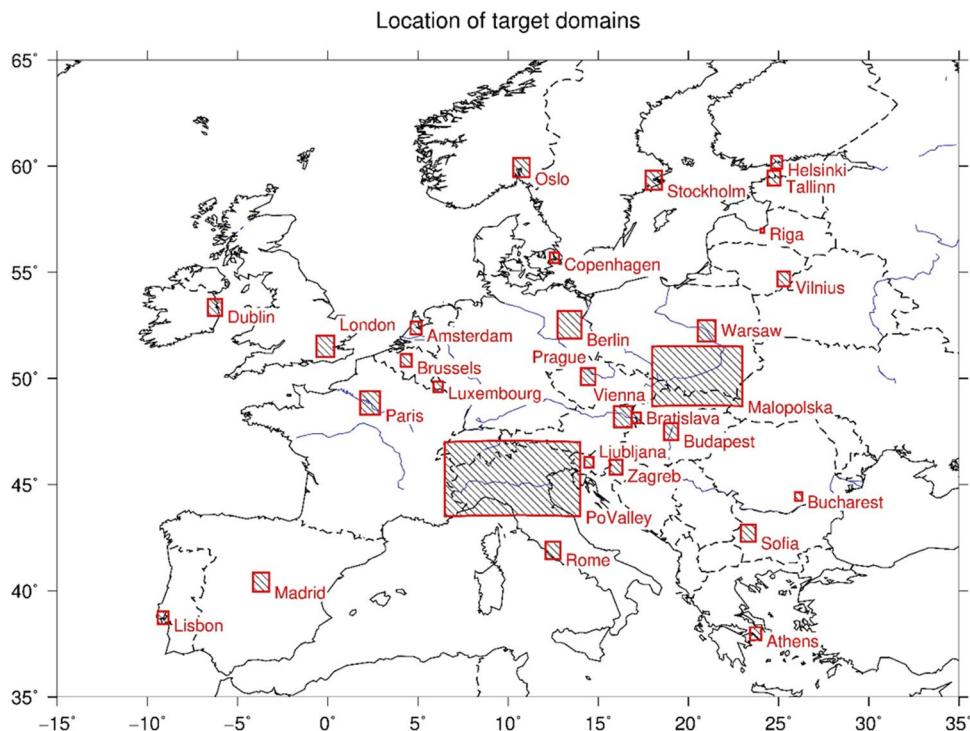 Location of target domains
65°
60°
55°
50°
45°
40°
35°
−15°
−10°
−5°
0°
5°
10°
15°
20°
25°
30°
35°
Oslo
Stockholm
Helsinki
Tallinn
Riga
Copenhagen
Vilnius
Dublin
London
Amsterdam
Berlin
Warsaw
Brussels
Prague
Luxembourg
Vienna
Paris
Malopolska
Bratislava
Budapest
Ljubljana
Zagreb
Bucharest
PoValley
Sofia
Rome
Madrid
Lisbon
Athens